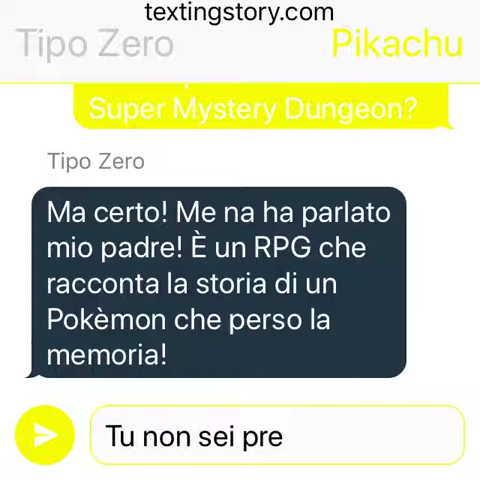 textingstory.com
Tipo Zero Pikachu
Super Mystery Dungeon?
Tipo Zero
Ma certo! Me na ha parlato
mio padre! È un RPG che
racconta la storia di un
Pokèmon che perso la
memoria!
Tu non sei pre